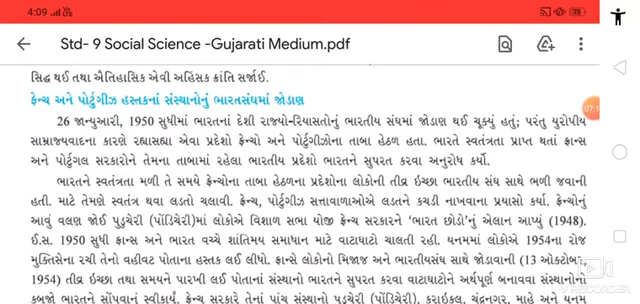 4:09
75
Std- 9 Social Science -Gujarati Medium.pdf
સિદ્ધ થઈ તથા ઐતિહાસિક એવી અહિંસક ક્રાંતિ સર્જાઈ.
ફ્રેન્ચ અને પોર્ટુગીઝ હસ્તકનાં સંસ્થાનોનું ભારતસંઘમાં જોડાણ
26 જાન્યુઆરી, 1950 સુધીમાં ભારતનાં દેશી રાજ્યો-રિયાસતોનું ભારતીય સંઘમાં જોડાણ થઈ ચૂક્યું હતું; પરંતુ યુરોપીય
સામ્રાજ્યવાદના કારણે રહ્યાસહ્યા એવા પ્રદેશો ફ્રેન્ચો અને પોર્ટુગીઝોના તાબા હેઠળ હતા. ભારતે સ્વતંત્રતા પ્રાપ્ત થતાં ફ્રાન્સ
અને પોર્ટુગલ સરકારોને તેમના તાબામાં રહેલા ભારતીય પ્રદેશો ભારતને સુપરત કરવા અનુરોધ કર્યો.
ભારતને સ્વતંત્રતા મળી તે સમયે ફ્રેન્ચોના તાબા હેઠળના પ્રદેશોના લોકોની તીવ્ર ઇચ્છા ભારતીય સંઘ સાથે ભળી જવાની
હતી. માટે તેમણે સ્વતંત્ર થવા લડતો ચલાવી. ફ્રેન્ચ, પોર્ટુગીઝ સત્તાવાળાઓએ લડતને કચડી નાખવાના પ્રયાસો કર્યા. ફ્રેન્ચોનું
આવું વલણ જોઈ પુડુચેરી (પોંડિચેરી)માં લોકોએ વિશાળ સભા યોજી ફ્રેન્ચ સરકારને ‘ભારત છોડો’નું એલાન આપ્યું (1948).
ઈ.સ. 1950 સુધી ફ્રાન્સ અને ભારત વચ્ચે શાંતિમય સમાધાન માટે વાટાઘાટો ચાલતી રહી. યનમમાં લોકોએ 1954ના રોજ
મુક્તિસેના રચી તેનો વહીવટ પોતાના હસ્તક લઈ લીધો. ફ્રાન્સે લોકોનો મિજાજ અને ભારતીયસંઘ સાથે જોડાવાની (13 ઓક્ટોબર,
1954) તીવ્ર ઇચ્છા તથા સમયને પારખી લઈ પોતાનાં સંસ્થાનો ભારતને સુપરત કરવા વાટાઘાટોને અર્થપૂર્ણ બનાવવા સંસ્થાનોના
કબજો ભારતને સોંપવાનું સ્વીકાર્યું. ફ્રેન્ચ સરકારે તેનાં પાંચ સંસ્થાનો પુડુચેરી (પોંડિચેરી), કરાઇકલ, ચંદ્રનગર, માહે અને યનમ